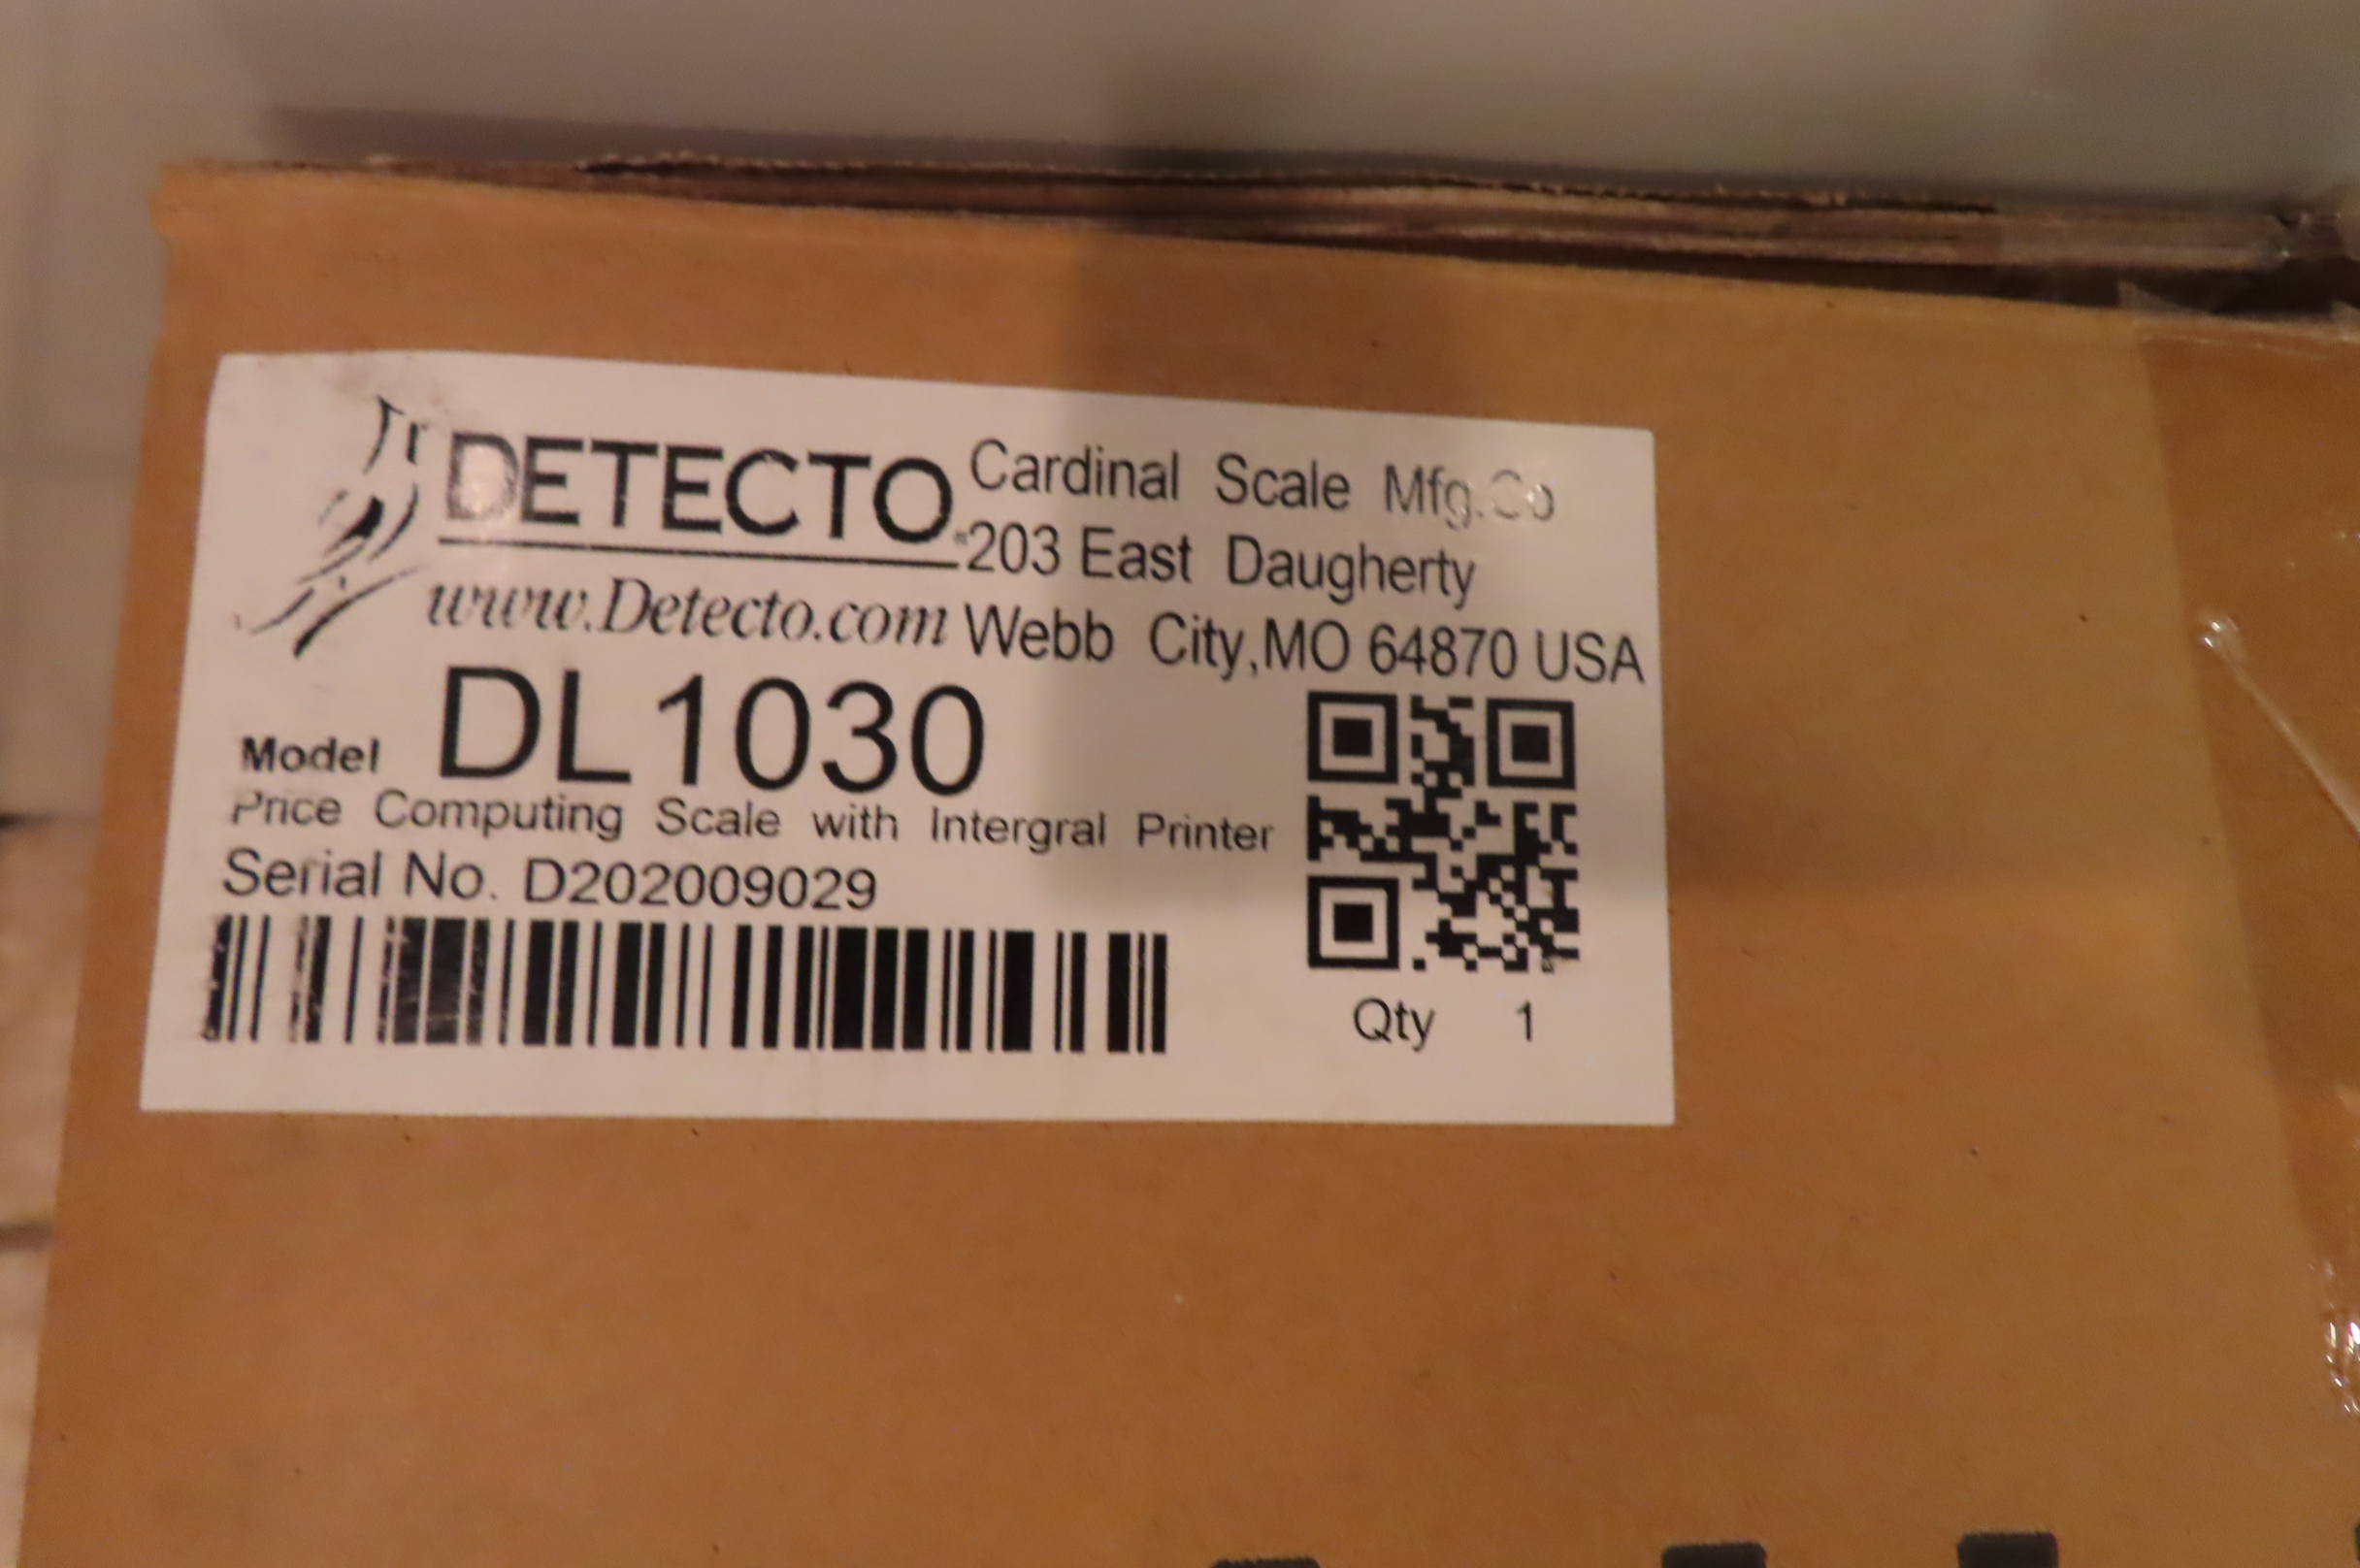 DETECTO
www.Detecto.com
Cardinal Scale Mfg.Co
203 East Daugherty
Webb City,MO 64870 USA
Model DL1030
Price Computing Scale with Intergral Printer
Serial No. D202009029
Qty 1